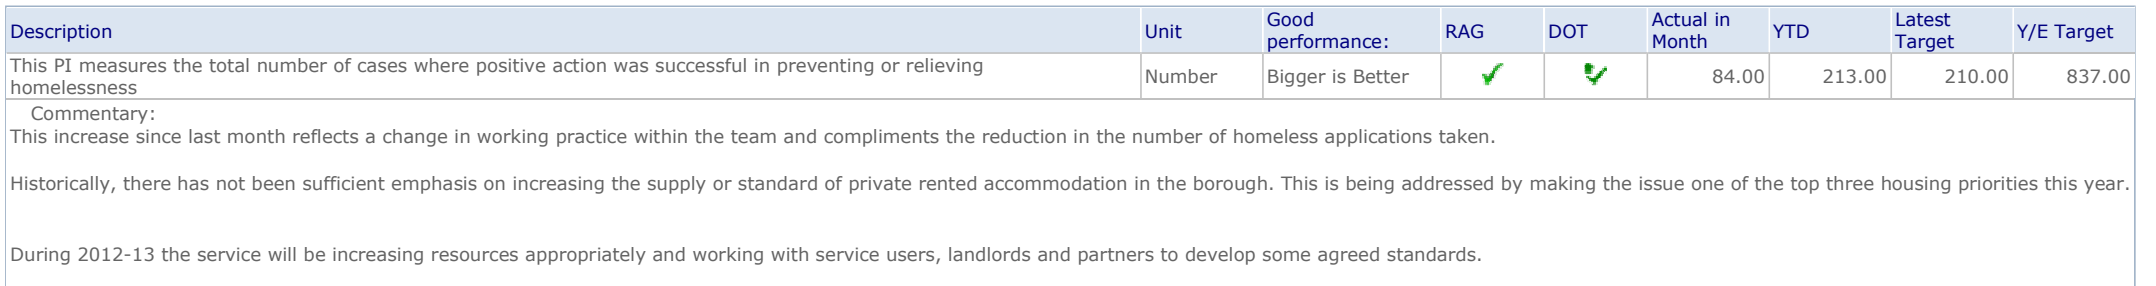 Description Unit Good performance: RAG DOT Actual in Month YTD Latest Target Y/E Target
This PI measures the total number of cases where positive action was successful in preventing or relieving
homelessness
Number Bigger is Better 84.00 213.00 210.00 837.00
Commentary:
This increase since last month reflects a change in working practice within the team and compliments the reduction in the number of homeless applications taken.
Historically, there has not been sufficient emphasis on increasing the supply or standard of private rented accommodation in the borough. This is being addressed by making the issue one of the top three housing priorities this year.
During 2012-13 the service will be increasing resources appropriately and working with service users, landlords and partners to develop some agreed standards.